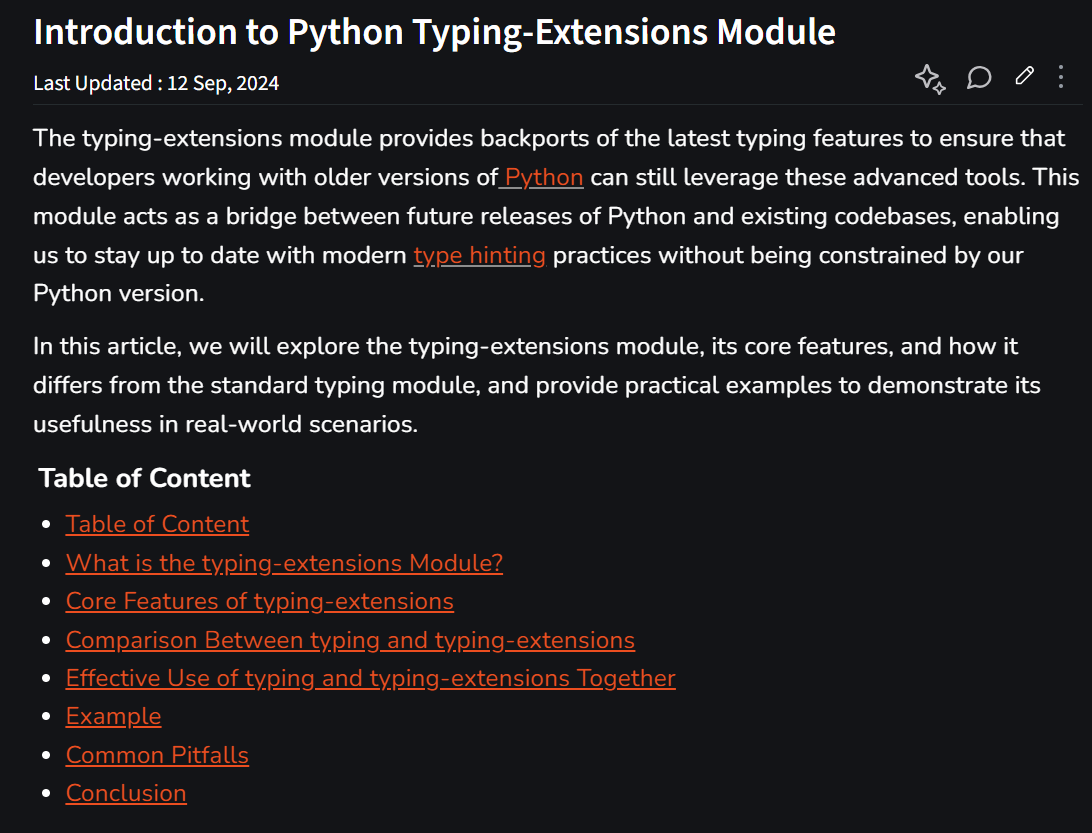 Introduction to Python Typing-Extensions Module
Last Updated : 12 Sep, 2024
The typing-extensions module provides backports of the latest typing features to ensure that
developers working with older versions of Python can still leverage these advanced tools. This
module acts as a bridge between future releases of Python and existing codebases, enabling
us to stay up to date with modern type hinting practices without being constrained by our
Python version.
In this article, we will explore the typing-extensions module, its core features, and how it
differs from the standard typing module, and provide practical examples to demonstrate its
usefulness in real-world scenarios.
Table of Content
Table of Content
What is the typing-extensions Module?
Core Features of typing-extensions
Comparison Between typing and typing-extensions
Effective Use of typing and typing-extensions Together
Example
Common Pitfalls
Conclusion